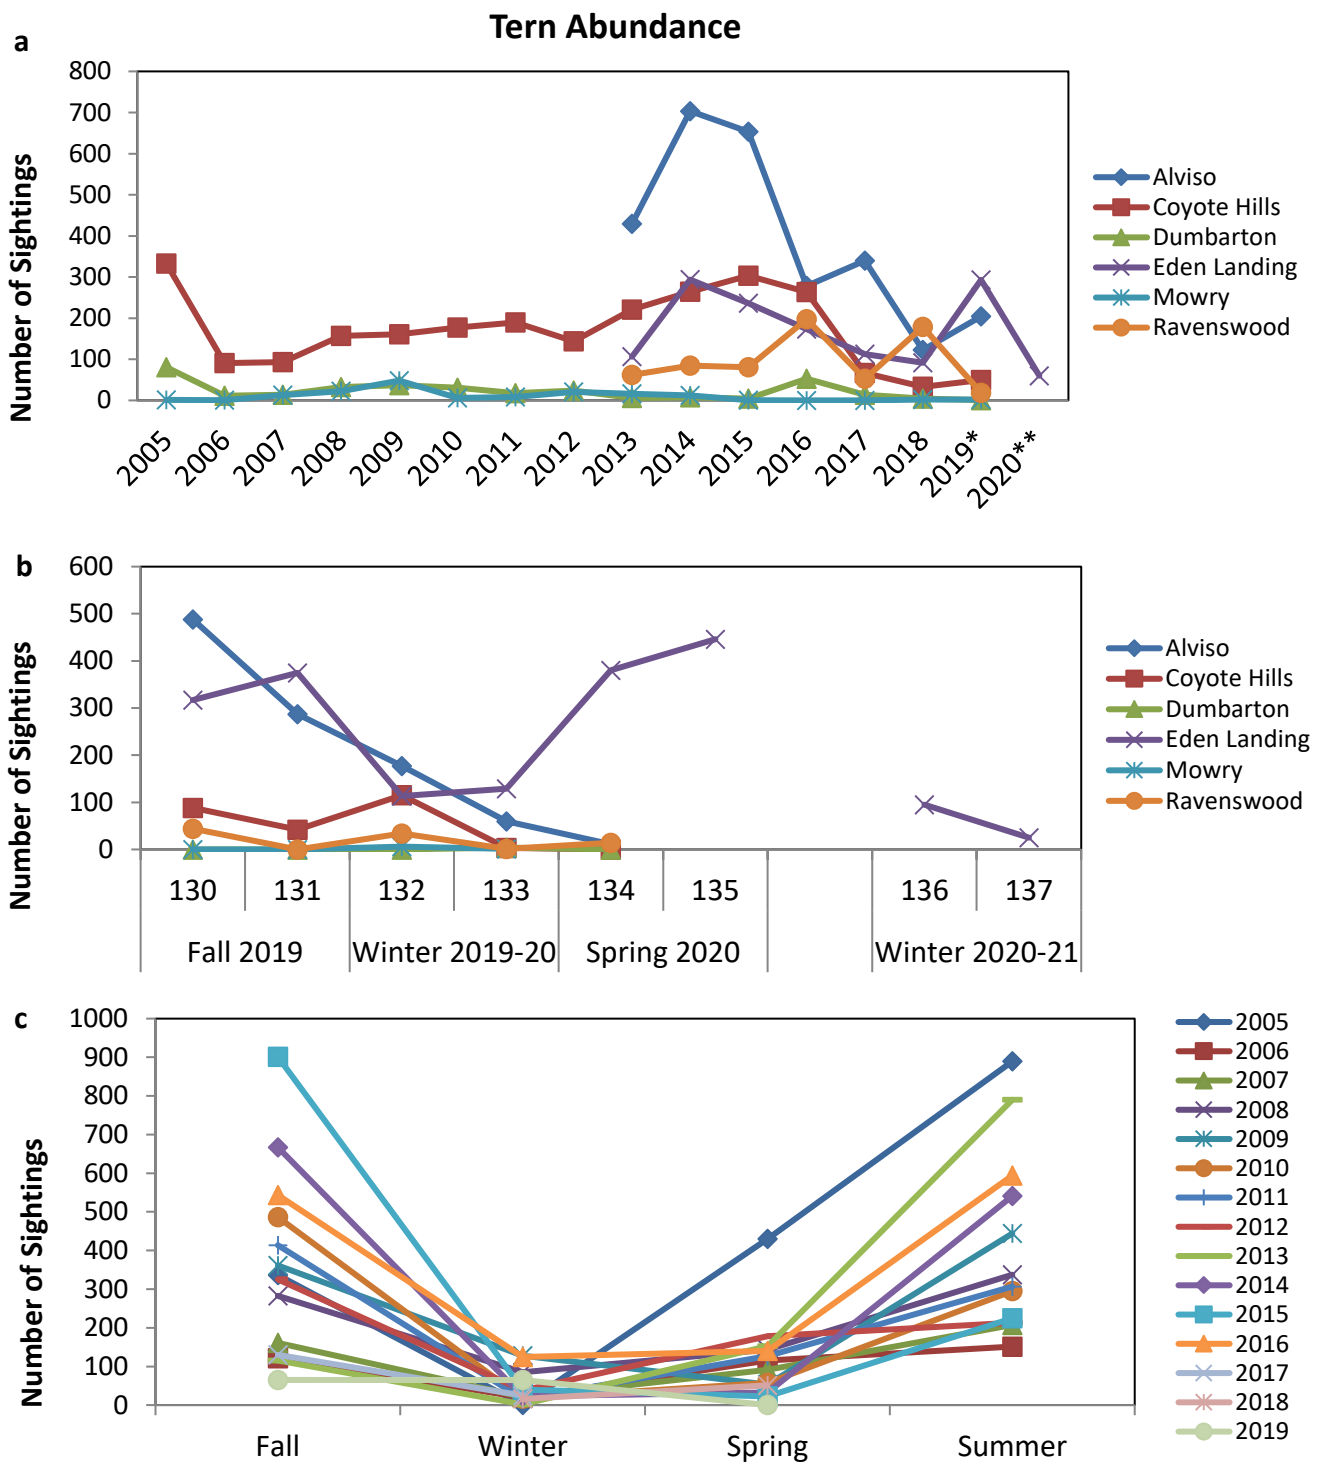 Tern Abundance
a
800
700
600
500
400
300
200
100
0
Number of Sightings
2005
2006
2007
2008
2009
2010
2011
2012
2013
2014
2015
2016
2017
2018
2019*
2020**
Alviso
Coyote Hills
Dumbarton
Eden Landing
Mowry
Ravenswood
b
600
500
400
300
200
100
0
Number of Sightings
130 131 132 133 134 135 136 137
Fall 2019 Winter 2019-20 Spring 2020 Winter 2020-21
Alviso
Coyote Hills
Dumbarton
Eden Landing
Mowry
Ravenswood
c
1000
900
800
700
600
500
400
300
200
100
0
Number of Sightings
Fall Winter Spring Summer
2005
2006
2007
2008
2009
2010
2011
2012
2013
2014
2015
2016
2017
2018
2019